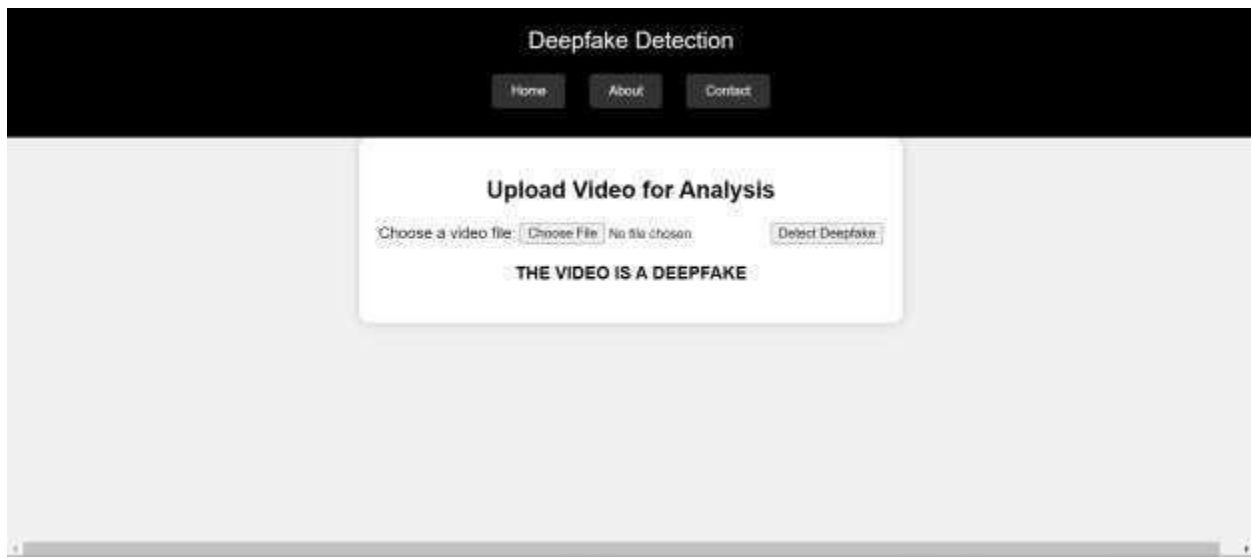 Deepfake Detection
Home About Contact
Upload Video for Analysis
Choose a video file: Choose File No file chosen Detect Deepfake
THE VIDEO IS A DEEPFAKE